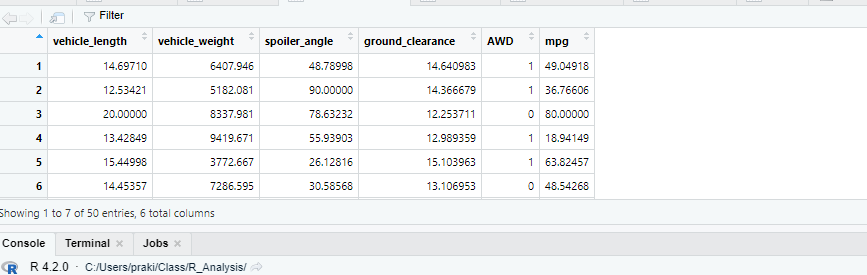 Filter
vehicle_length vehicle_weight spoiler_angle ground_clearance AWD mpg
1 14.69710 6407.946 48.78998 14.640983 1 49.04918
2 12.53421 5182.081 90.00000 14.366679 1 36.76606
3 20.00000 8337.981 78.63232 12.253711 0 80.00000
4 13.42849 9419.671 55.93903 12.989359 1 18.94149
5 15.44998 3772.667 26.12816 15.103963 1 63.82457
6 14.45357 7286.595 30.58568 13.106953 0 48.54268
Showing 1 to 7 of 50 entries, 6 total columns
Console Terminal × Jobs ×
R R 4.2.0 · C:/Users/praki/Class/R_Analysis/